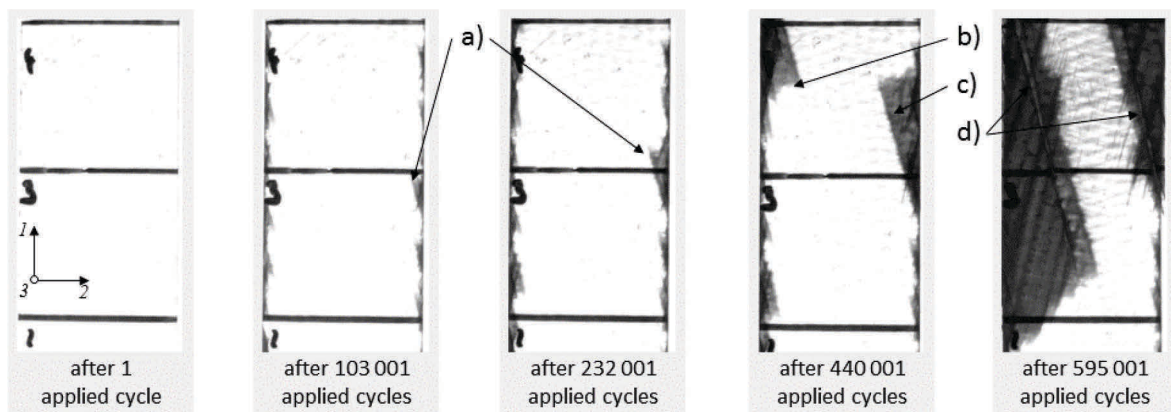 a)
b)
c)
d)
1
3
2
after 1
applied cycle
after 103 001
applied cycles
after 232 001
applied cycles
after 440 001
applied cycles
after 595 001
applied cycles